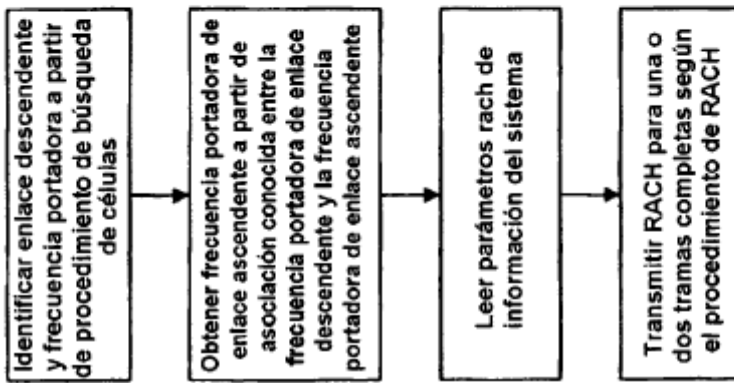 Identificar enlace descendente
y frecuencia portadora a partir
de procedimiento de búsqueda
de células
Obtener frecuencia portadora de
enlace ascendente a partir de
asociación conocida entre la
frecuencia portadora de enlace
descendente y la frecuencia
portadora de enlace ascendente
Leer parámetros rach de
información del sistema
Transmitir RACH para una o
dos tramas completas según
el procedimiento de RACH